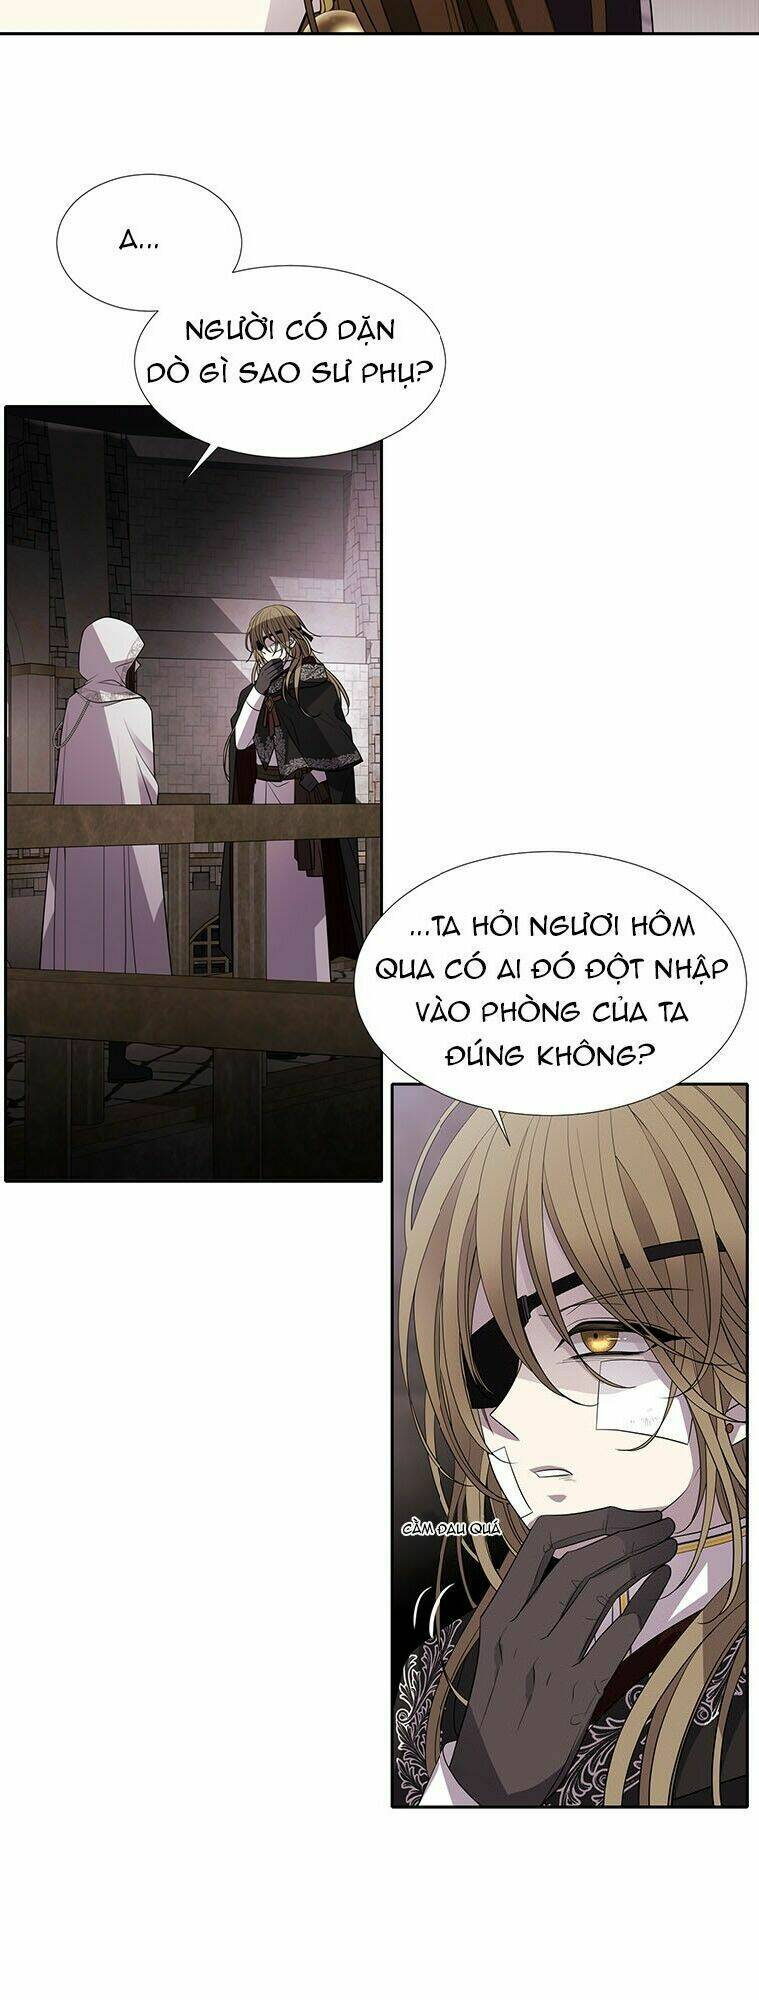 A...
NGƯỜI CÓ DẶN
DÒ GÌ SAO SƯ PHỤ?
...TA HỎI NGƯƠI HÔM
QUA CÓ AI ĐÓ ĐỘT NHẬP
VÀO PHÒNG CỦA TA
ĐÚNG KHÔNG?
CẰM ĐAU QUÁ